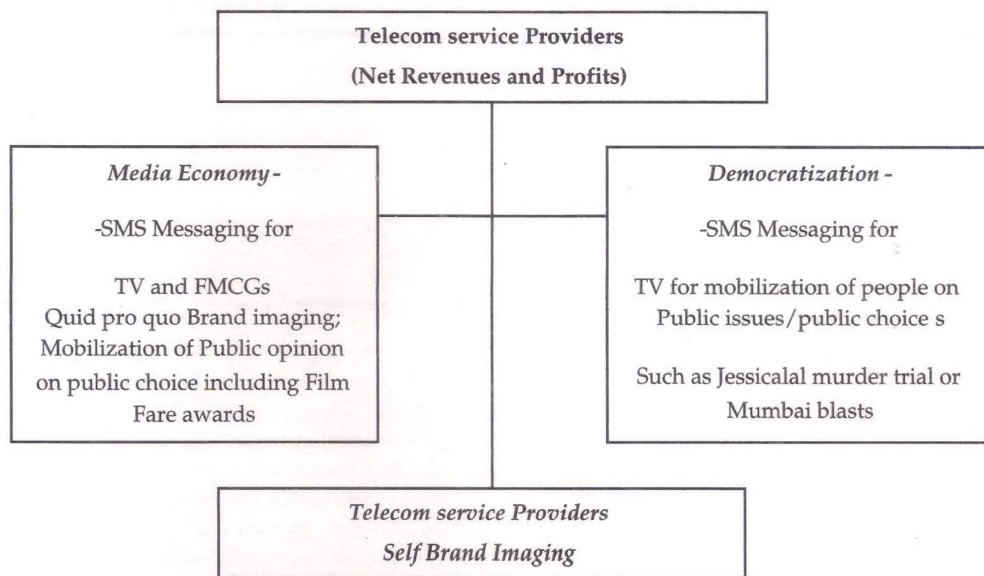 Telecom service Providers
(Net Revenues and Profits)
Media Economy -
-SMS Messaging for
TV and FMCGs
Quid pro quo Brand imaging;
Mobilization of Public opinion
on public choice including Film
Fare awards
Democratization -
-SMS Messaging for
TV for mobilization of people on
Public issues/public choice s
Such as Jessicalal murder trial or
Mumbai blasts
Telecom service Providers
Self Brand Imaging